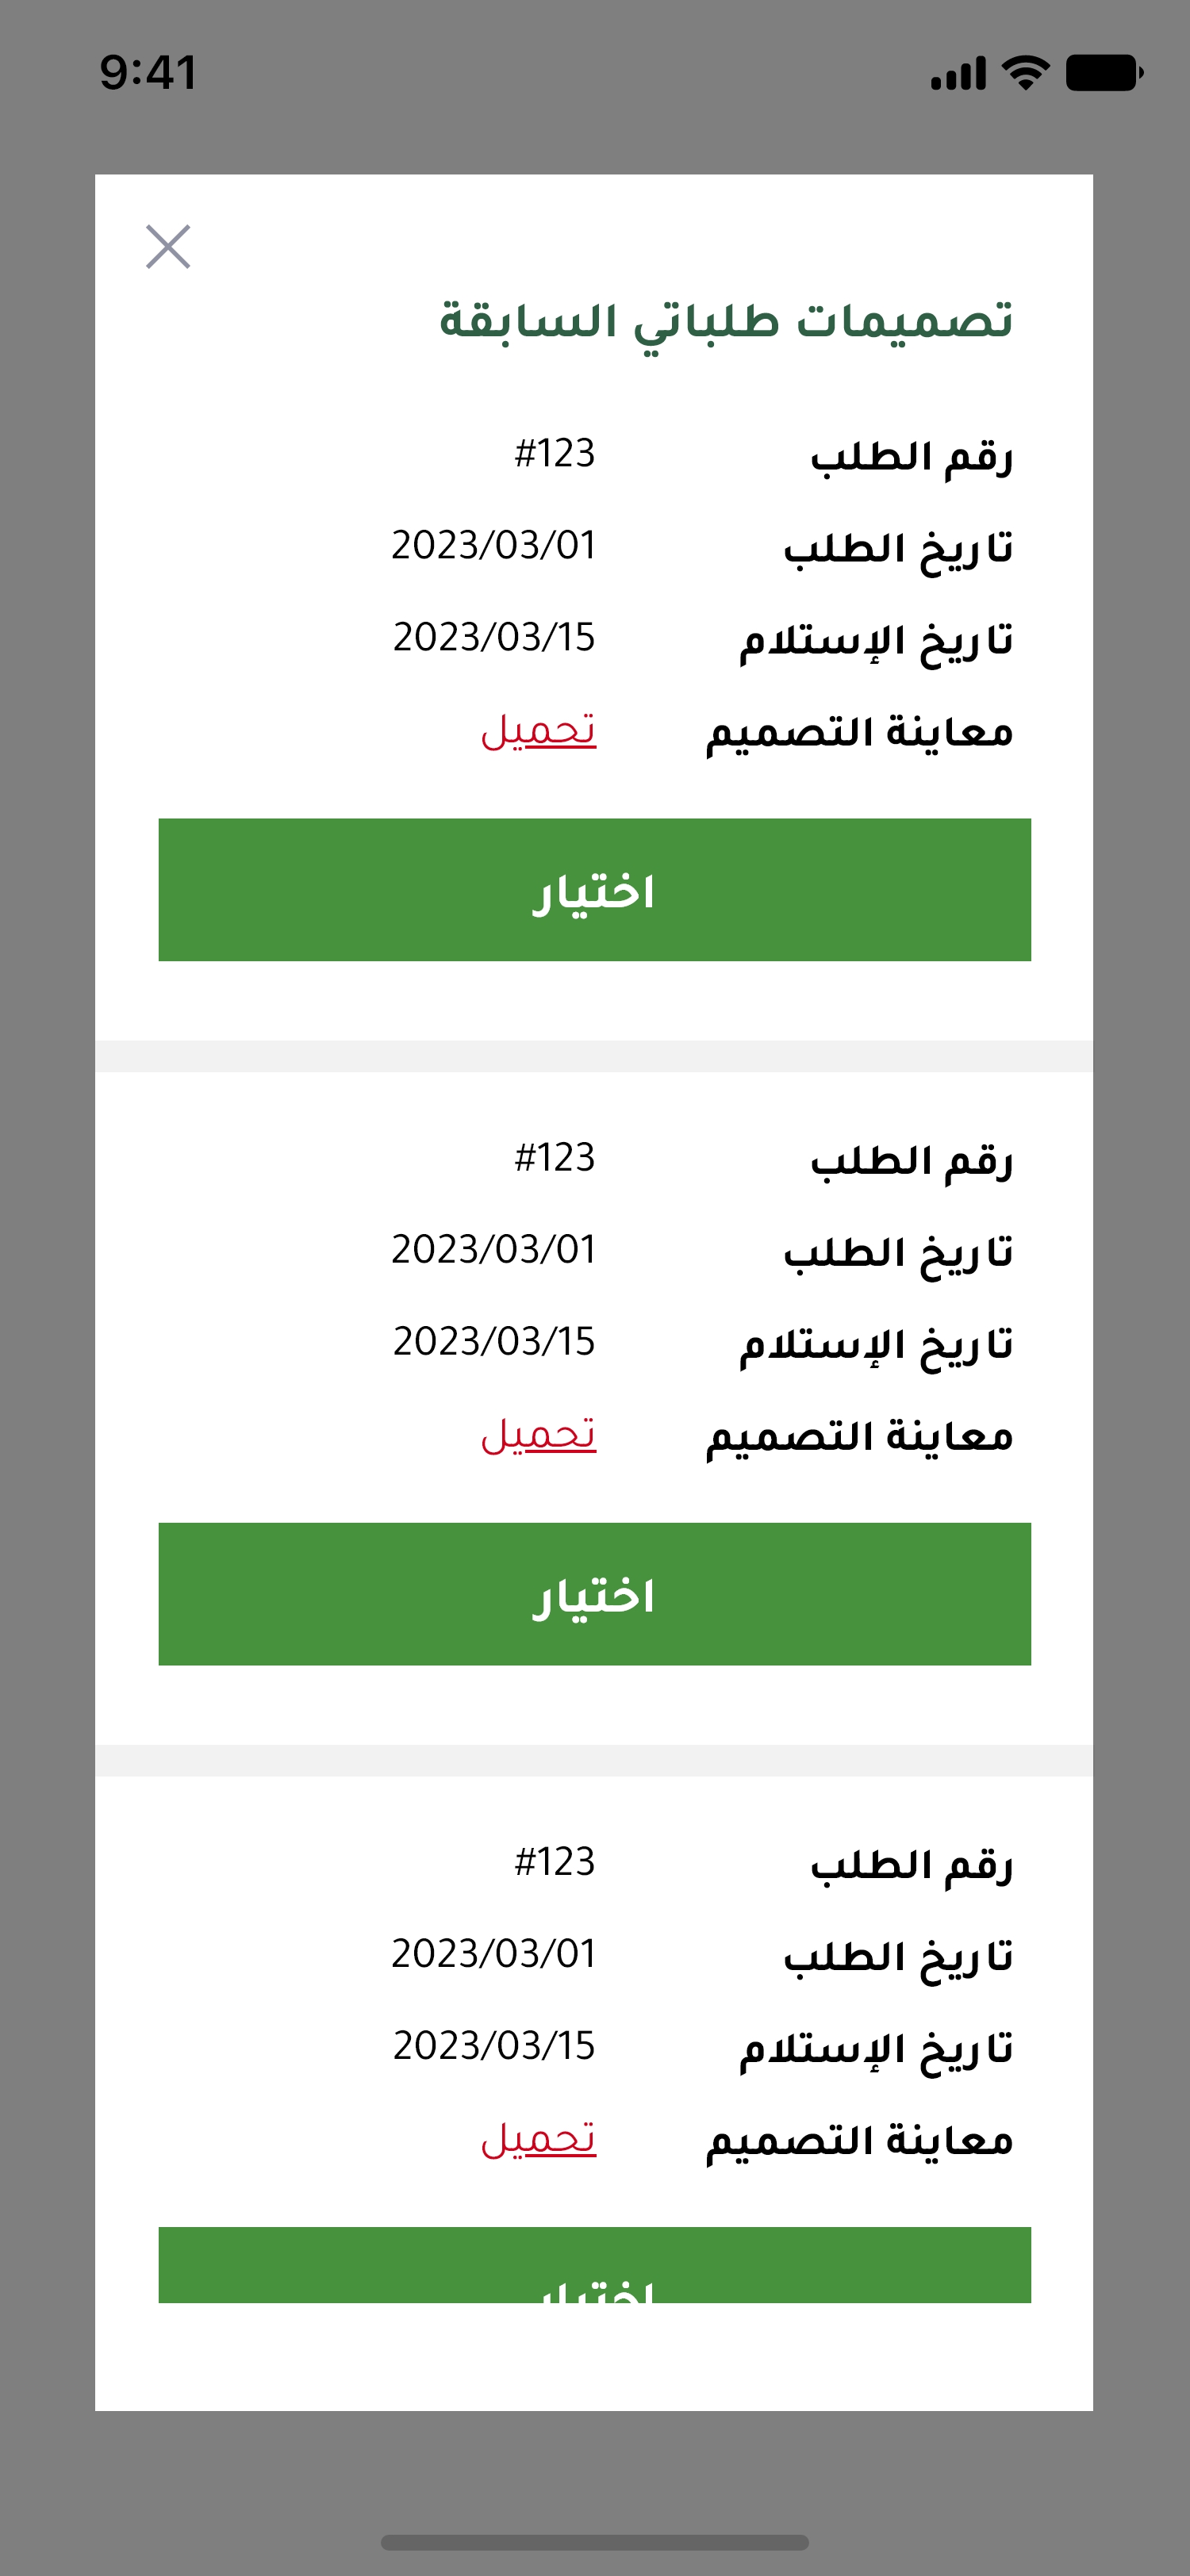 9:41
تصميمات طلباتي السابقة
رقم الطلب #123
تاريخ الطلب 2023/03/01
تاريخ الإستلام 2023/03/15
معاينة التصميم تحميل
اختيار
رقم الطلب #123
تاريخ الطلب 2023/03/01
تاريخ الإستلام 2023/03/15
معاينة التصميم تحميل
اختيار
رقم الطلب #123
تاريخ الطلب 2023/03/01
تاريخ الإستلام 2023/03/15
معاينة التصميم تحميل
اختيار